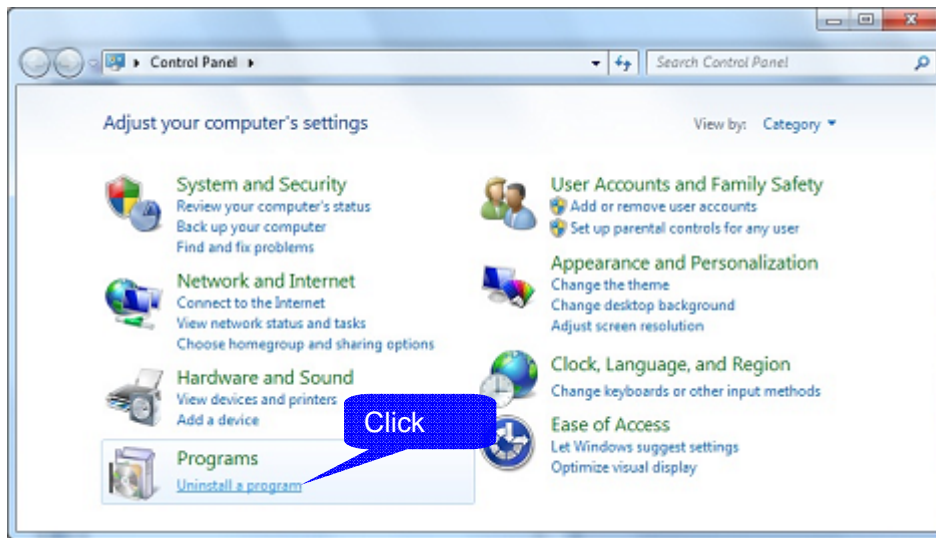 Control Panel
Search Control Panel
Adjust your computer's settings
View by: Category
System and Security
Review your computer's status
Back up your computer
Find and fix problems
Network and Internet
Connect to the Internet
View network status and tasks
Choose homegroup and sharing options
Hardware and Sound
View devices and printers
Add a device
Click
Programs
Uninstall a program
User Accounts and Family Safety
Add or remove user accounts
Set up parental controls for any user
Appearance and Personalization
Change the theme
Change desktop background
Adjust screen resolution
Clock, Language, and Region
Change keyboards or other input methods
Ease of Access
Let Windows suggest settings
Optimize visual display